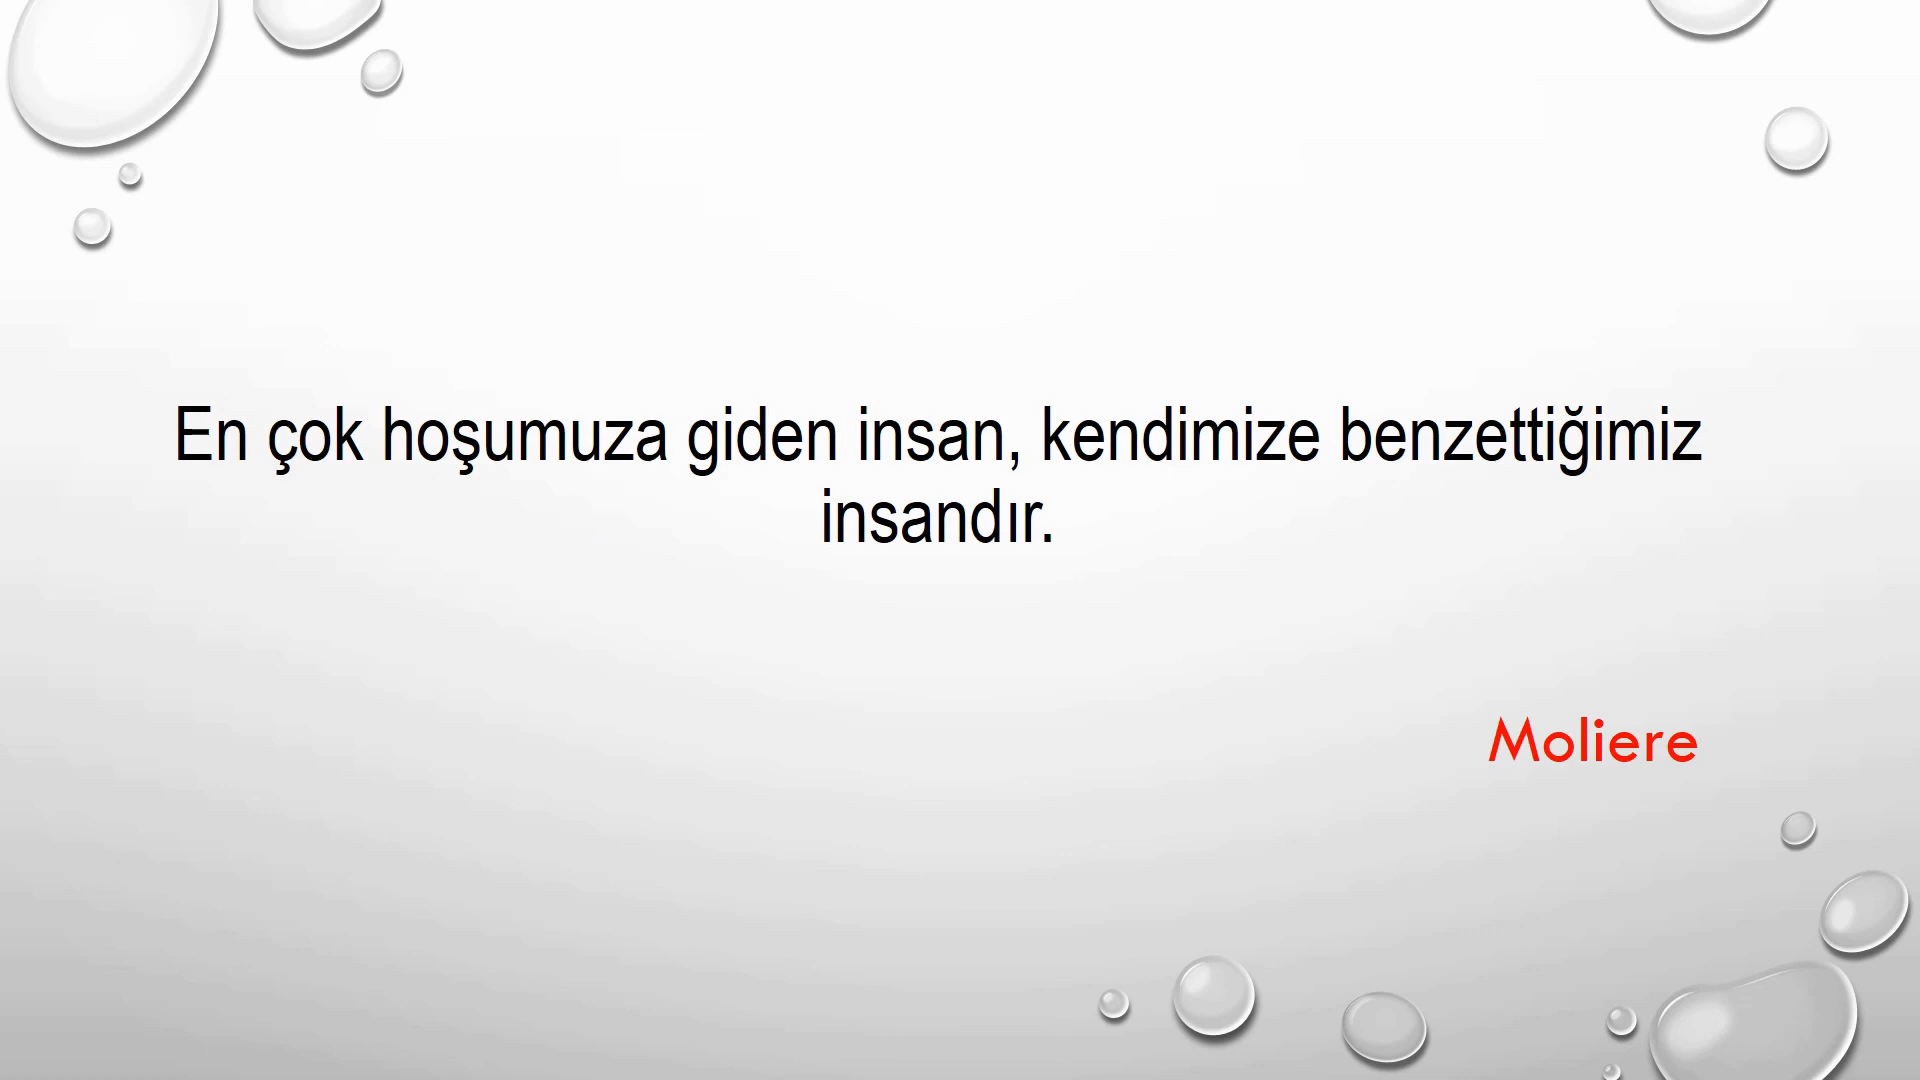 En çok hoşumuza giden insan, kendimize benzettiğimiz
insandır.
Moliere